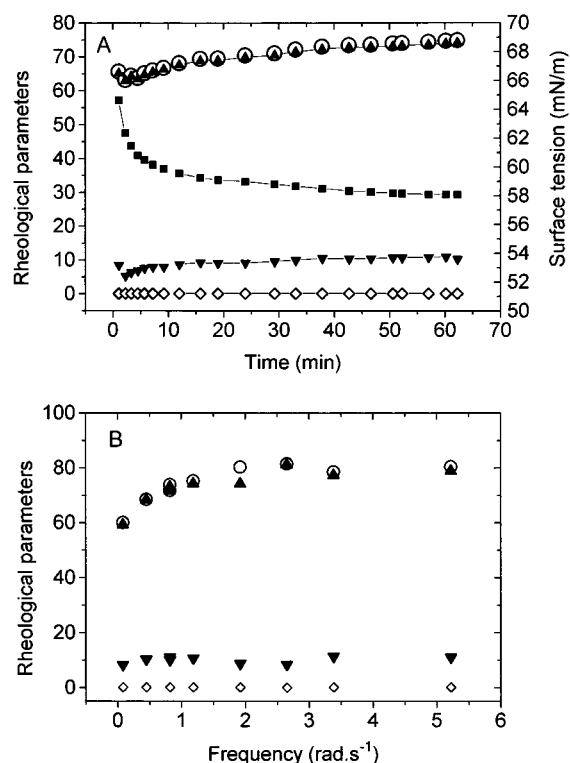 A
80
70
60
50
40
30
20
10
0
70
68
66
64
62
60
58
56
54
52
50
0 10 20 30 40 50 60 70
Rheological parameters
Surface tension (mN/m)
Time (min)
B
100
80
60
40
20
0
0 1 2 3 4 5 6
Rheological parameters
Frequency (rad.s-1)